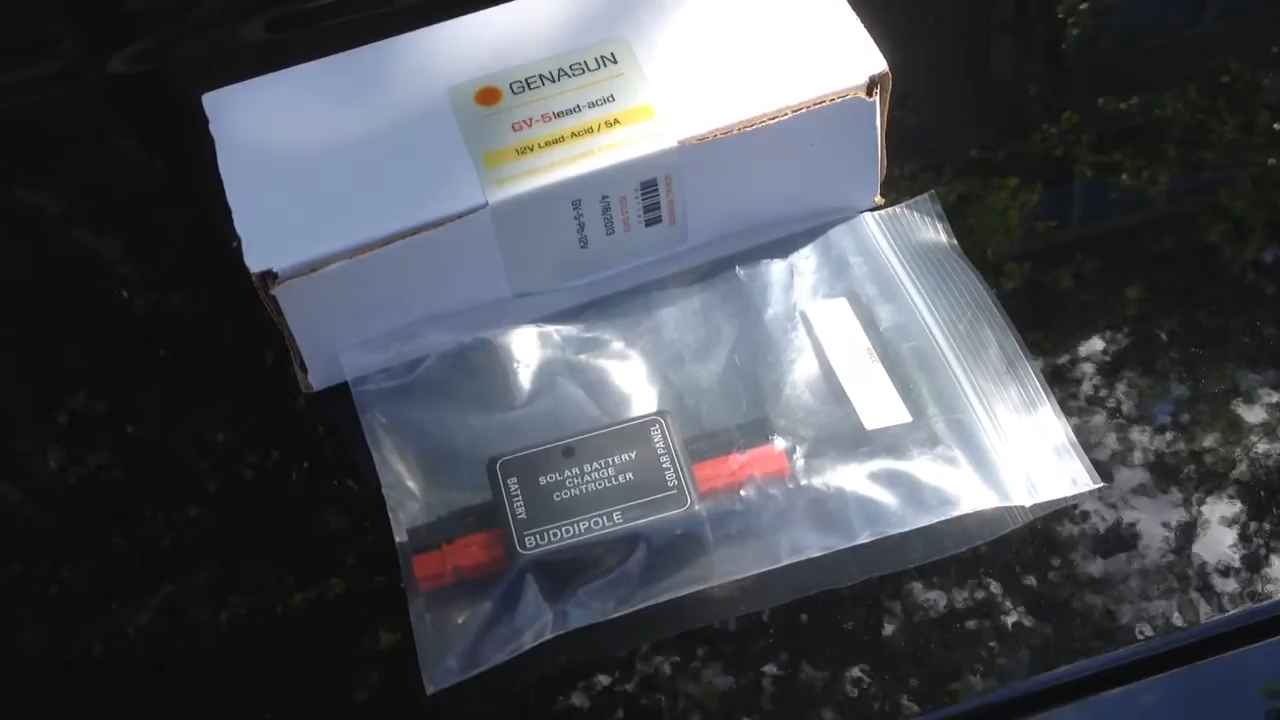 GENASUN
GV-5lead-acid
12V Lead-Acid / 5A
4/18/2013
GV-5-Pb-12V
SOLAR BATTERY
CHARGE
CONTROLLER
BATTERY
SOLAR PANEL
BUDDIPOLE